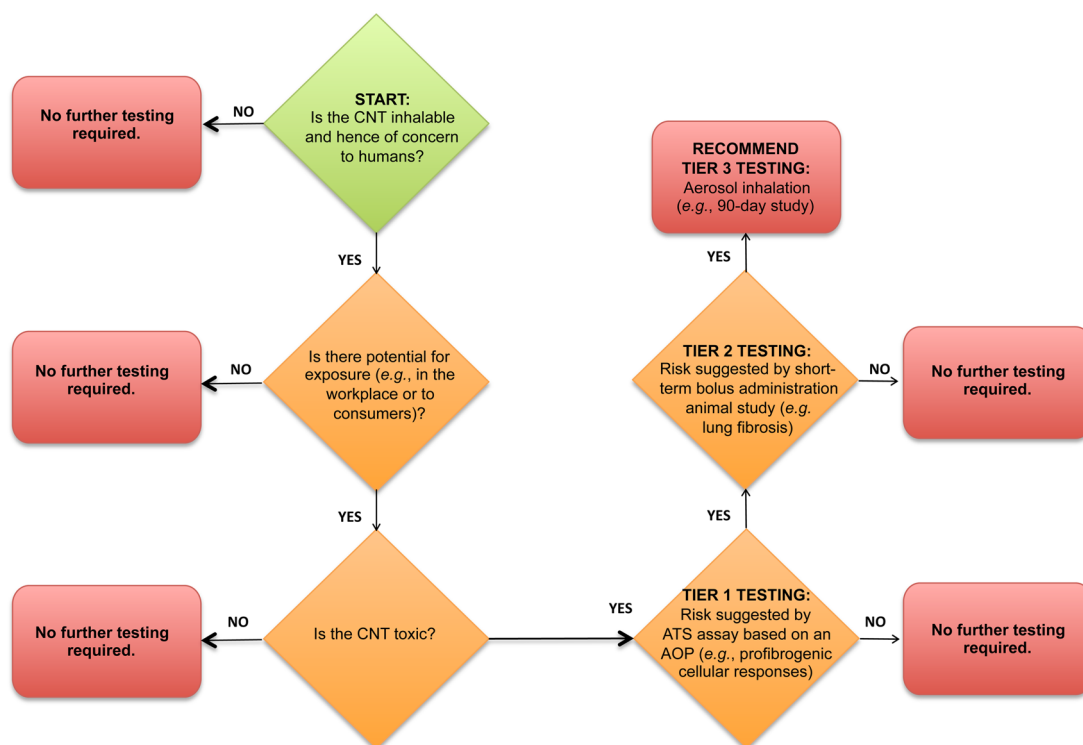 START:
Is the CNT inhalable
and hence of concern
to humans?
NO
No further testing
required.
YES
Is there potential for
exposure (e.g., in the
workplace or to
consumers)?
NO
No further testing
required.
YES
Is the CNT toxic?
NO
No further testing
required.
YES
TIER 1 TESTING:
Risk suggested by
ATS assay based on an
AOP (e.g., profibrogenic
cellular responses)
NO
No further testing
required.
YES
TIER 2 TESTING:
Risk suggested by short-
term bolus administration
animal study (e.g.
lung fibrosis)
NO
No further testing
required.
YES
RECOMMEND
TIER 3 TESTING:
Aerosol inhalation
(e.g., 90-day study)